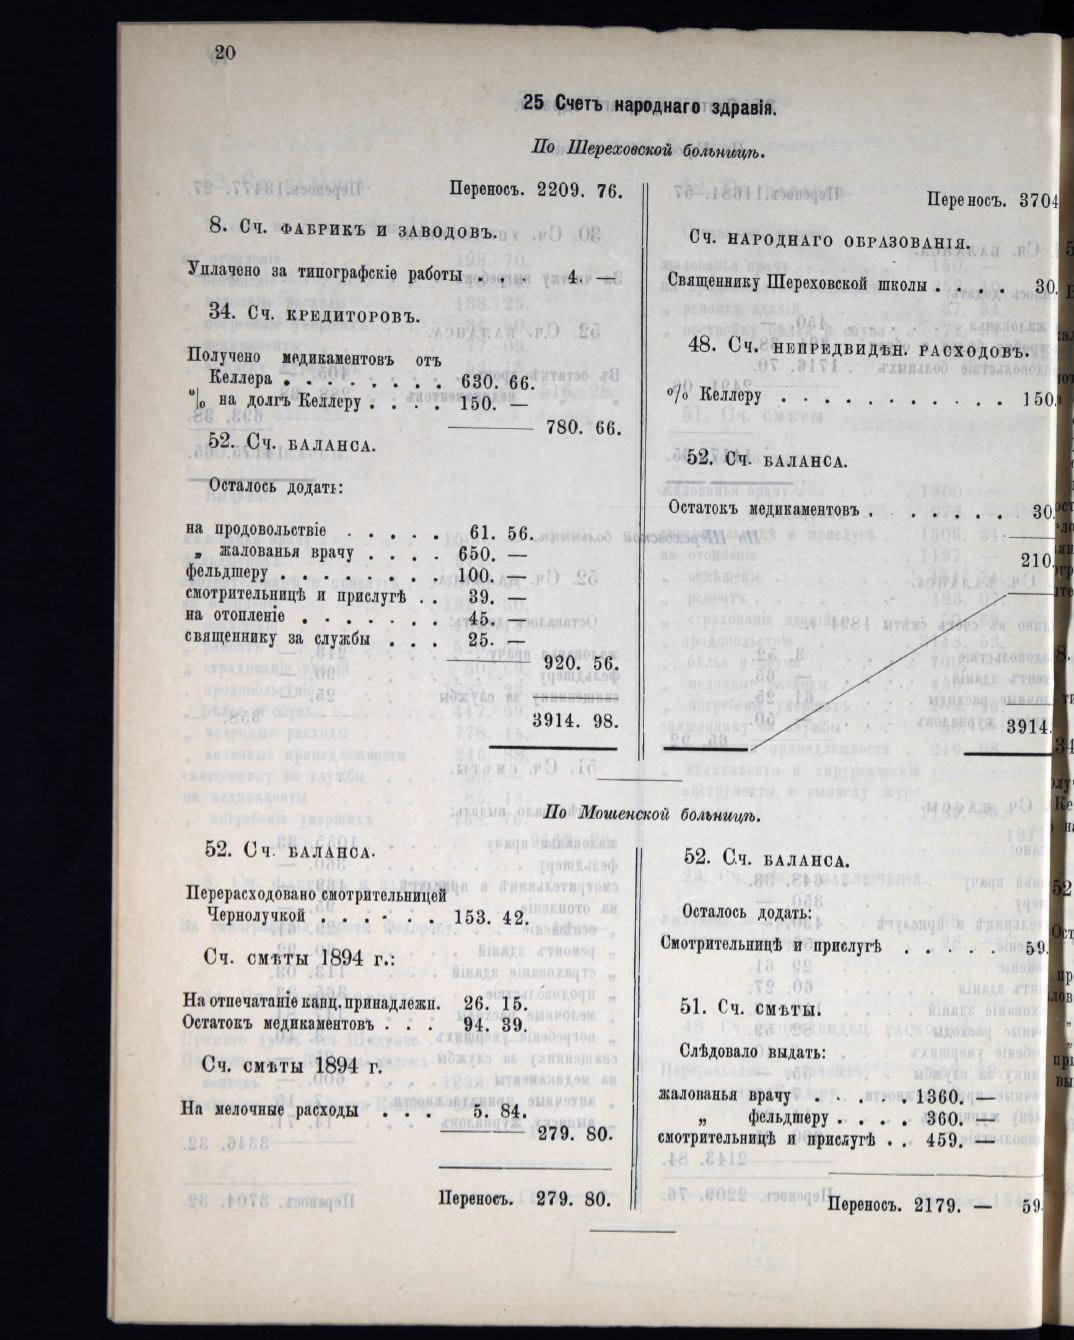 20
25 Счетъ народнаго здравія.
По Шереховской больницѣ.
Переносъ. 2209. 76.
8. Сч. ФАБРИКЪ И ЗАВОДОВЪ.
Уплачено за типографскіе работы . . . 4. —
34. Сч. КРЕДИТОРОВЪ.
Получено медикаментовъ отъ
Келлера . . . . . . . . 630. 66.
% на долгъ Келлеру . . . . 150. —
780. 66.
52. Сч. БАЛАНСА.
Осталось додать:
на продовольствіе . . . . . 61. 56.
„ жалованья врачу . . . . 650. —
фельдшеру . . . . . . . . 100. —
смотрительницѣ и прислугѣ . . 39. —
на отопленіе . . . . . . . 45. —
священнику за службы . . . 25. —
920. 56.
3914. 98.
Переносъ. 3704
Сч. НАРОДНАГО ОБРАЗОВАНІЯ.
Священнику Шереховской школы . . . . 30.
48. Сч. НЕПРЕДВИДѢН. РАСХОДОВЪ.
% Келлеру . . . . . . . . . . . 150.
52. Сч. БАЛАНСА.
Остатокъ медикаментовъ . . . . . . . 30.
210.
3914.
По Мошенской больницѣ.
52. Сч. БАЛАНСА.
Перерасходовано смотрительницей
Чернолучкой . . . . . . 153. 42.
Сч. смѣты 1894 г.:
На отпечатаніе канц. принадлежн. 26. 15.
Остатокъ медикаментовъ . . . 94. 39.
Сч. смѣты 1894 г.
На мелочные расходы . . . 5. 84.
279. 80.
Переносъ. 279. 80.
52. Сч. БАЛАНСА.
Осталось додать:
Смотрительницѣ и прислугѣ . . . . . 59.
51. Сч. смѣты.
Слѣдовало выдать:
жалованья врачу . . . . . 1360. —
„ фельдшеру . . . . 360. —
смотрительницѣ и прислугѣ . . 459. —
Переносъ. 2179. — 59.